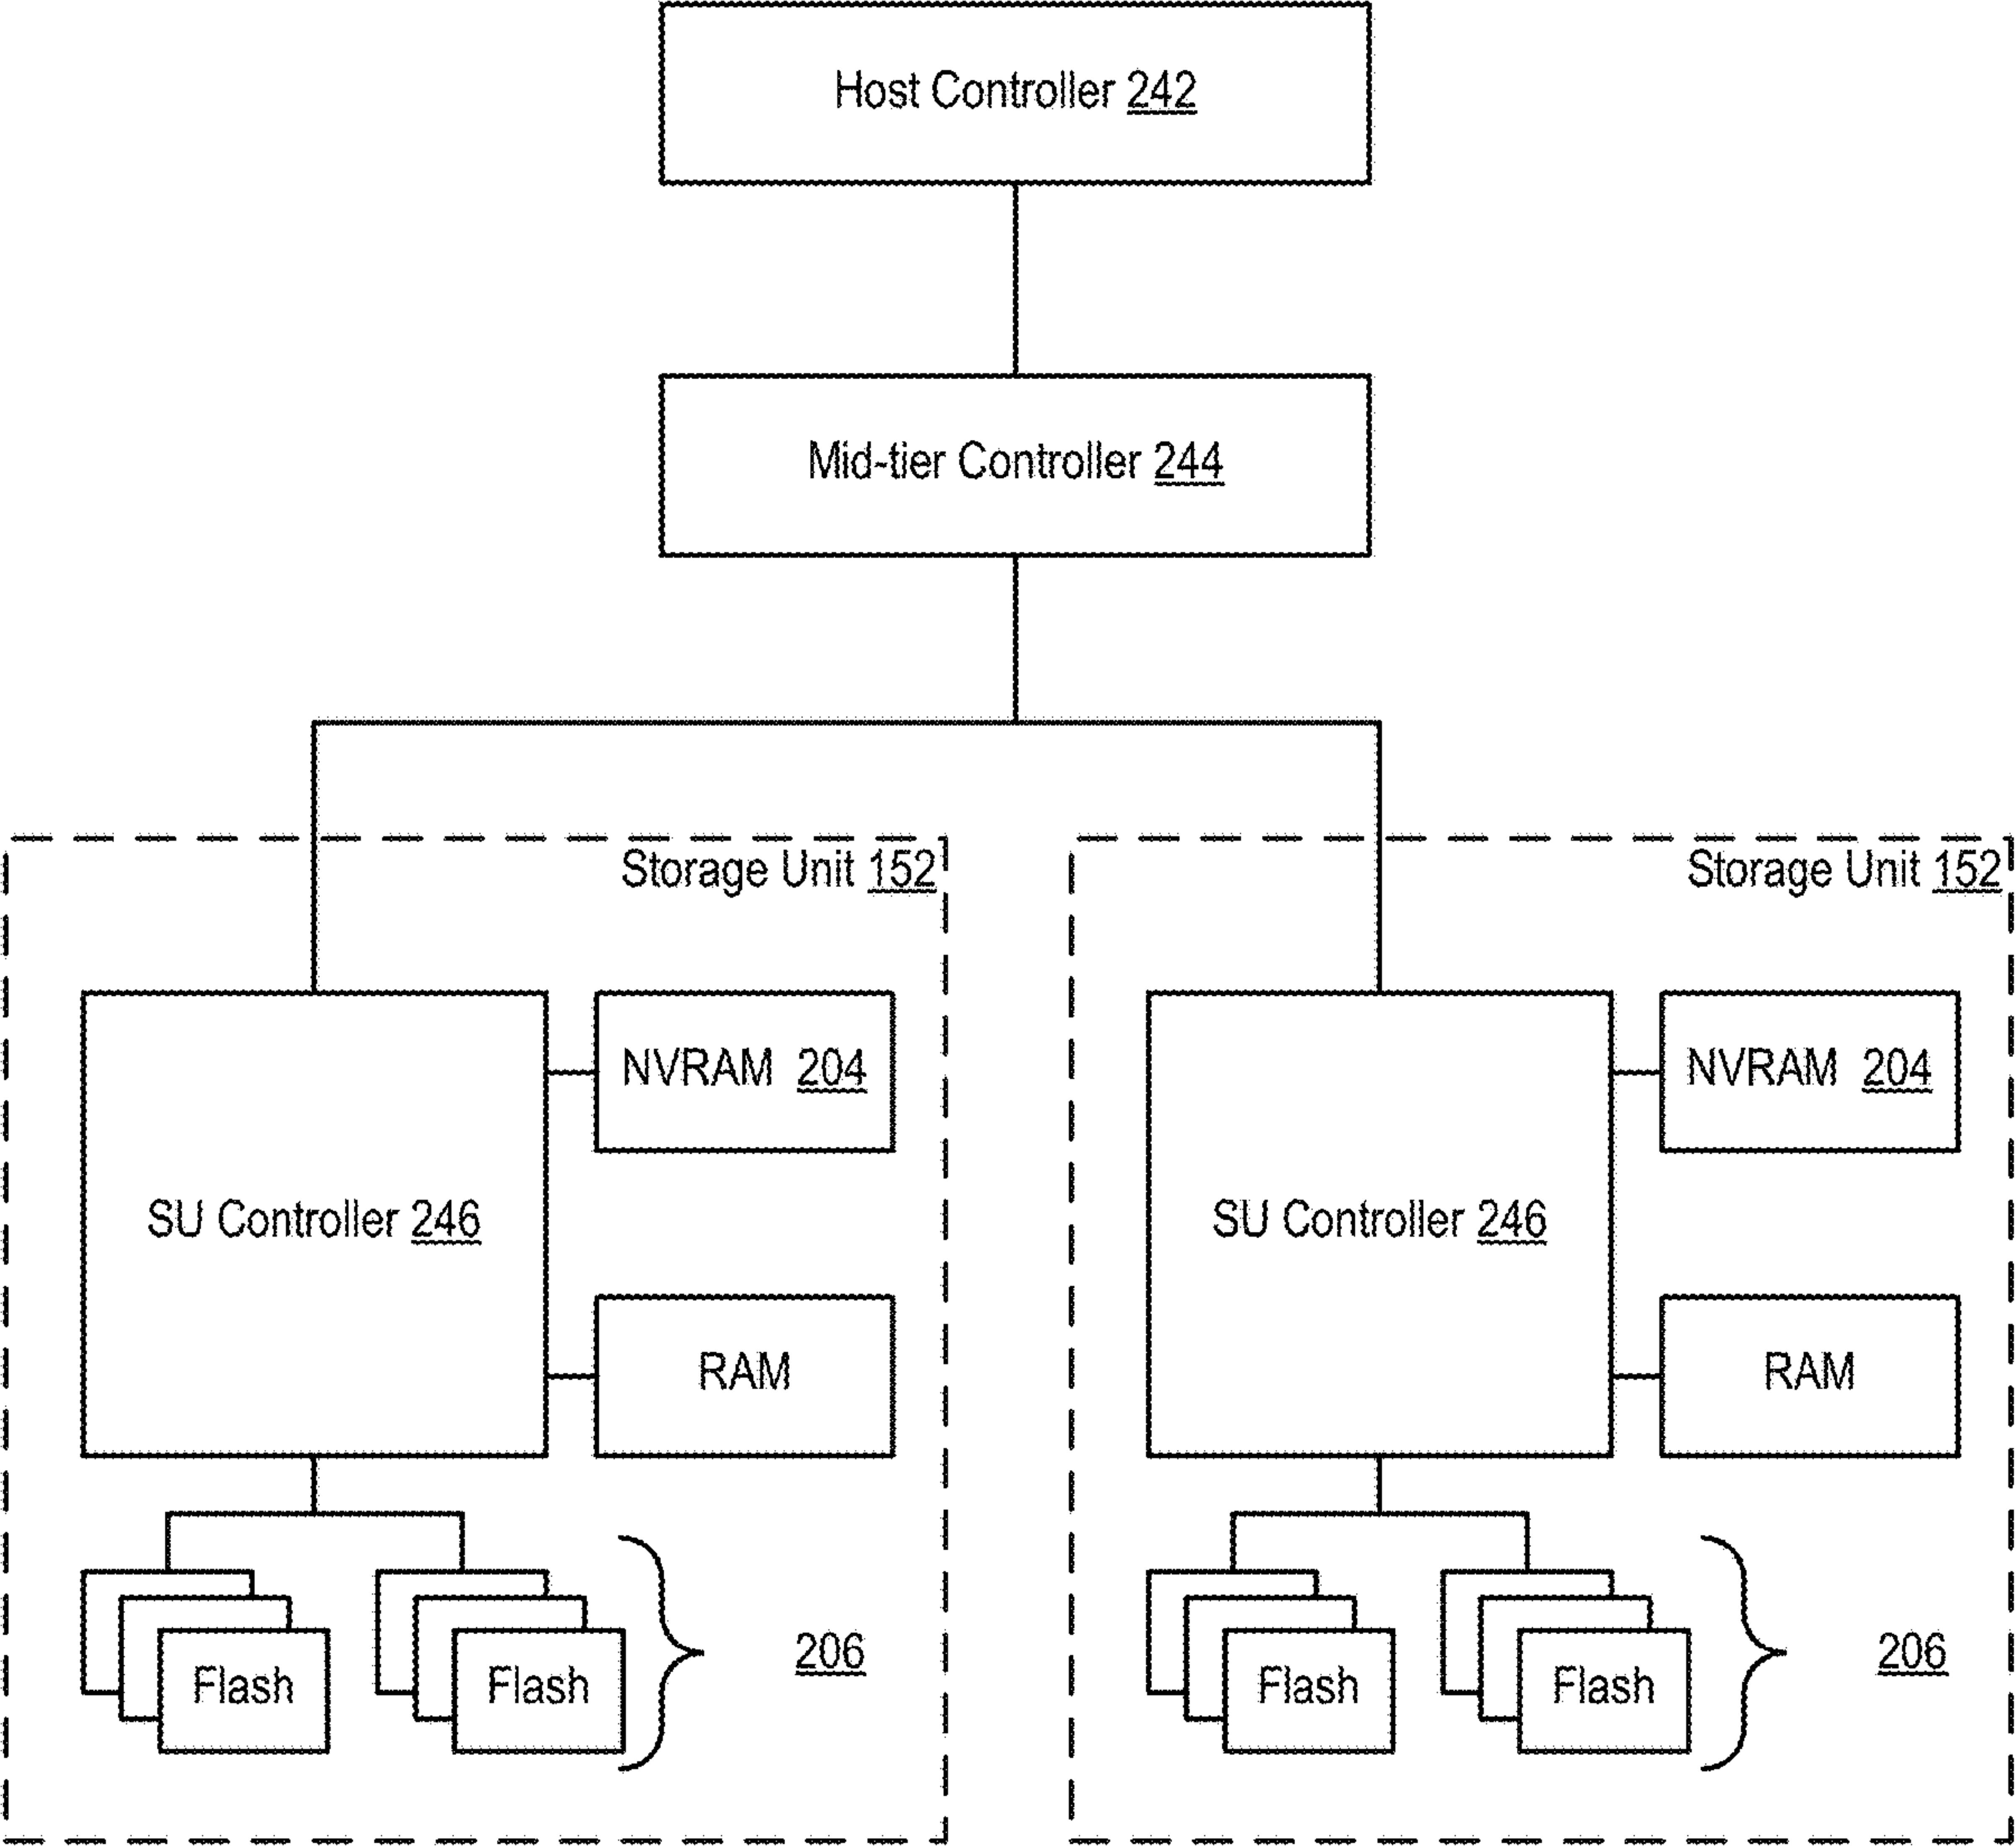 Host Controller 242
Mid-tier Controller 244
Storage Unit 152
Storage Unit 152
NVRAM 204
NVRAM 204
SU Controller 246
SU Controller 246
RAM
RAM
Flash
Flash
206
Flash
Flash
206